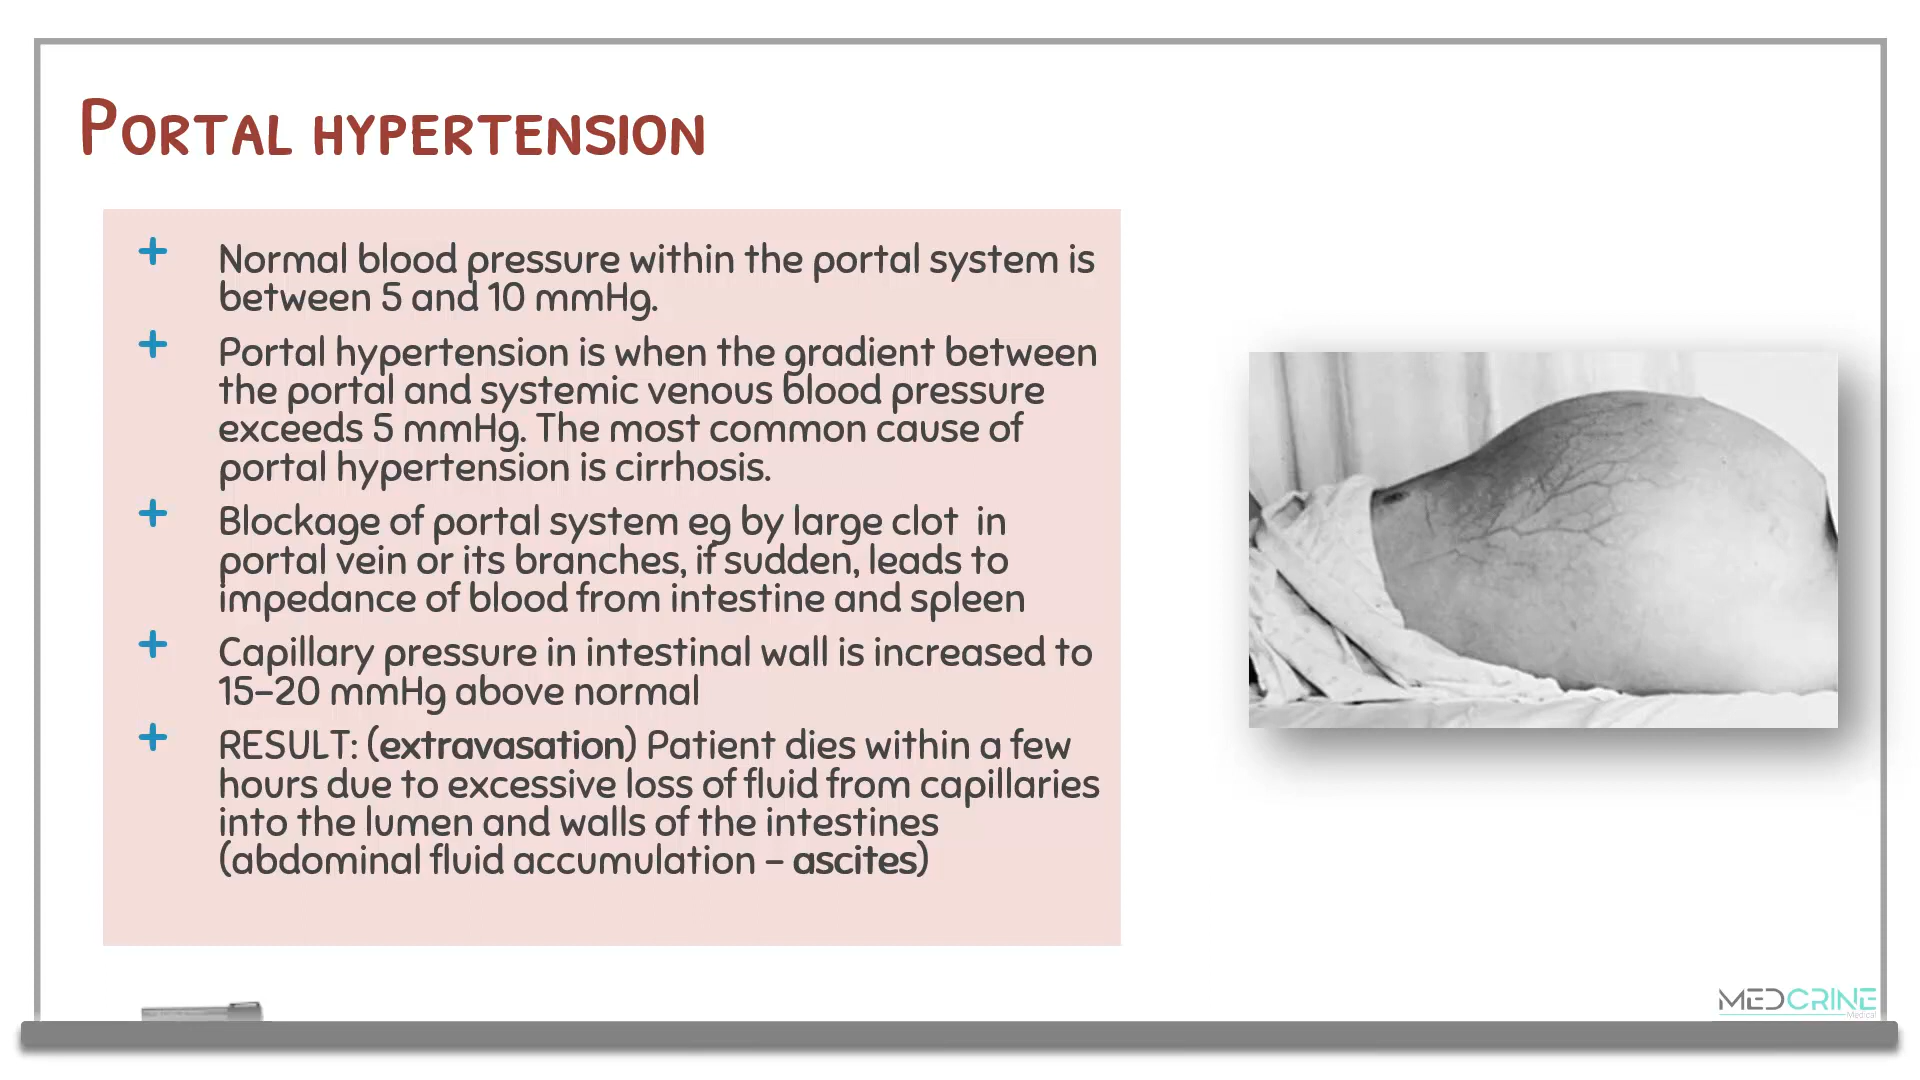 Portal hypertension
+ Normal blood pressure within the portal system is
between 5 and 10 mmHg.
+ Portal hypertension is when the gradient between
the portal and systemic venous blood pressure
exceeds 5 mmHg. The most common cause of
portal hypertension is cirrhosis.
+ Blockage of portal system eg by large clot  in
portal vein or its branches, if sudden, leads to
impedance of blood from intestine and spleen
+ Capillary pressure in intestinal wall is increased to
15–20 mmHg above normal
+ RESULT: (extravasation) Patient dies within a few
hours due to excessive loss of fluid from capillaries
into the lumen and walls of the intestines
(abdominal fluid accumulation – ascites)
MEDCRINE
Medical